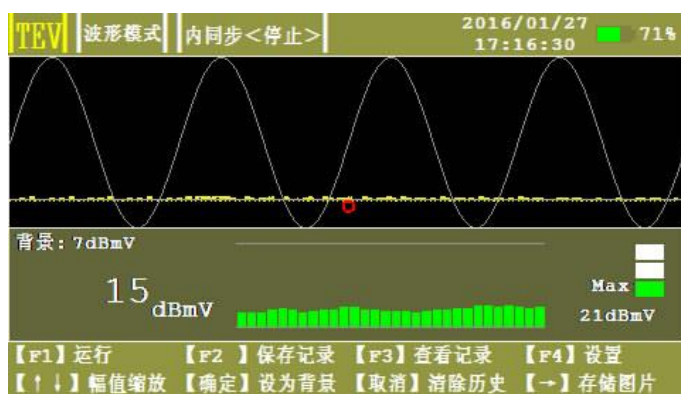 TEV 波形模式 内同步<停止> 2016/01/27 17:16:30 71%
背景:7dBmV
15dBmV
Max
21dBmV
【F1】运行 【F2 】保存记录 【F3】查看记录 【F4】设置
【↑↓】幅值缩放 【确定】设为背景 【取消】清除历史 【→】存储图片